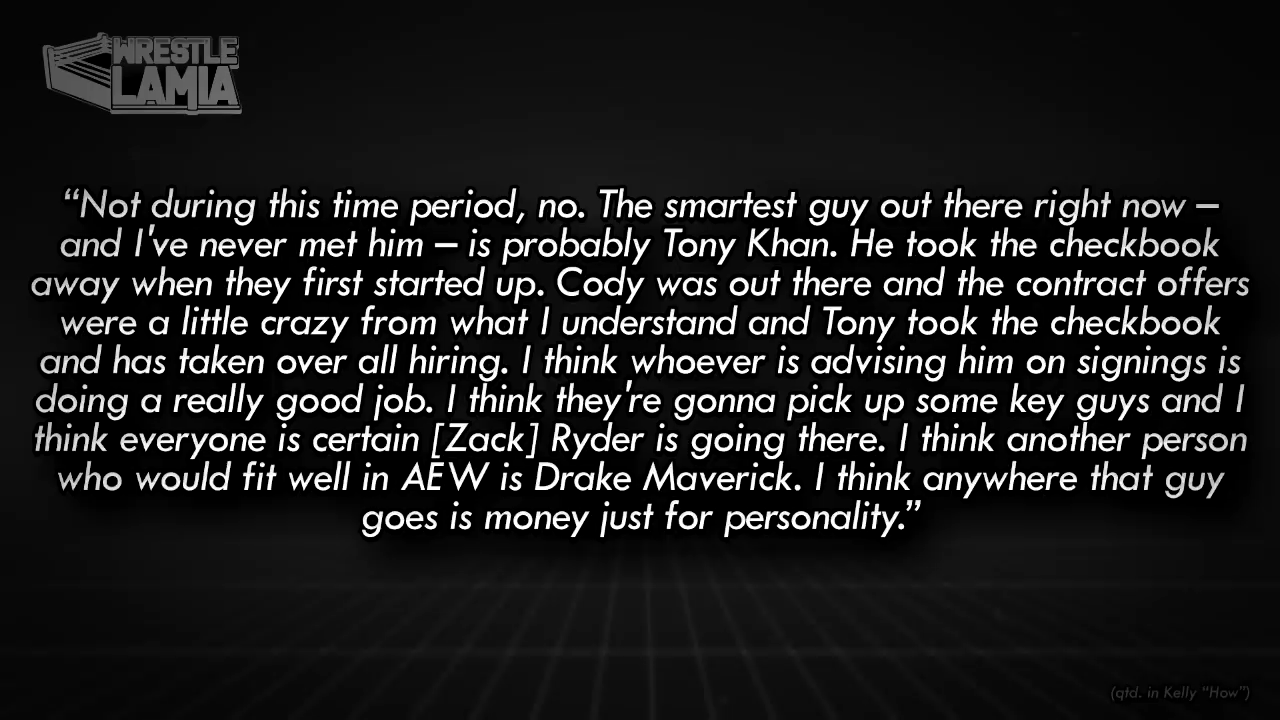 WRESTLE
LAMIA
“Not during this time period, no. The smartest guy out there right now –
and I've never met him – is probably Tony Khan. He took the checkbook
away when they first started up. Cody was out there and the contract offers
were a little crazy from what I understand and Tony took the checkbook
and has taken over all hiring. I think whoever is advising him on signings is
doing a really good job. I think they're gonna pick up some key guys and I
think everyone is certain [Zack] Ryder is going there. I think another person
who would fit well in AEW is Drake Maverick. I think anywhere that guy
goes is money just for personality.”
(qtd. in Kelly “How”)